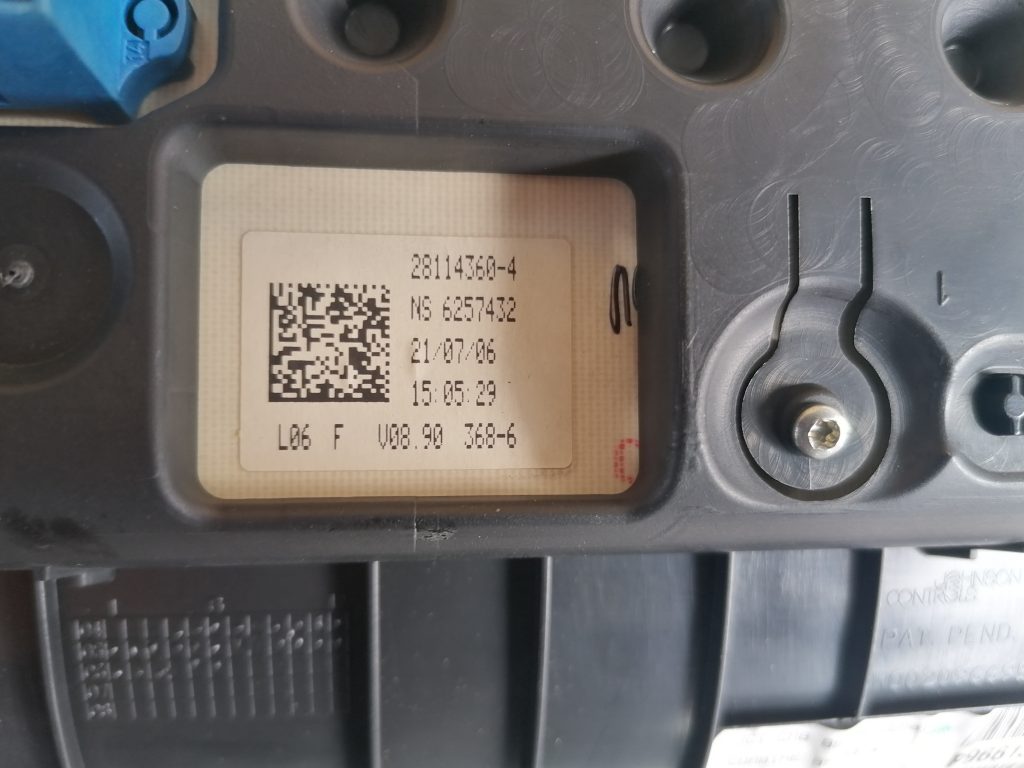 28114360-4
NS 6257432
21/07/06
15:05:29
L06 F V08.90 368-6
1
JOHNSON
CONTROLS
PAT. PEND.